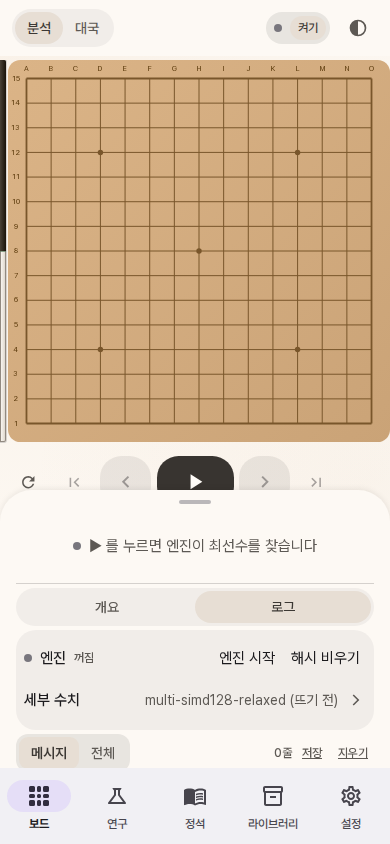 분석 대국 켜기
A B C D E F G H I J K L M N O
15
14
13
12
11
10
9
8
7
6
5
4
3
2
1
▶ 를 누르면 엔진이 최선수를 찾습니다
개요 로그
엔진 꺼짐 엔진 시작 해시 비우기
세부 수치 multi-simd128-relaxed (뜨기 전)
메시지 전체 0줄 저장 지우기
보드 연구 정석 라이브러리 설정